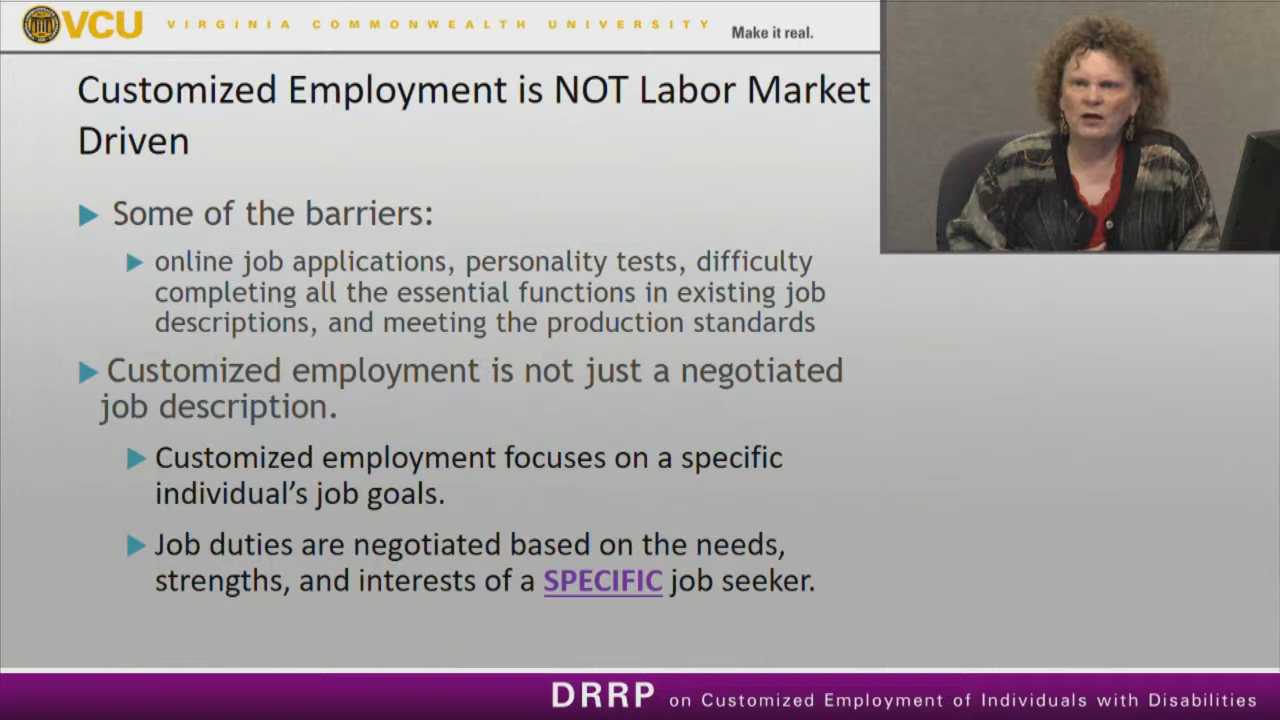 VCU VIRGINIA COMMONWEALTH UNIVERSITY Make it real.
Customized Employment is NOT Labor Market
Driven
Some of the barriers:
online job applications, personality tests, difficulty
completing all the essential functions in existing job
descriptions, and meeting the production standards
Customized employment is not just a negotiated
job description.
Customized employment focuses on a specific
individual’s job goals.
Job duties are negotiated based on the needs,
strengths, and interests of a SPECIFIC job seeker.
DRRP on Customized Employment of Individuals with Disabilities